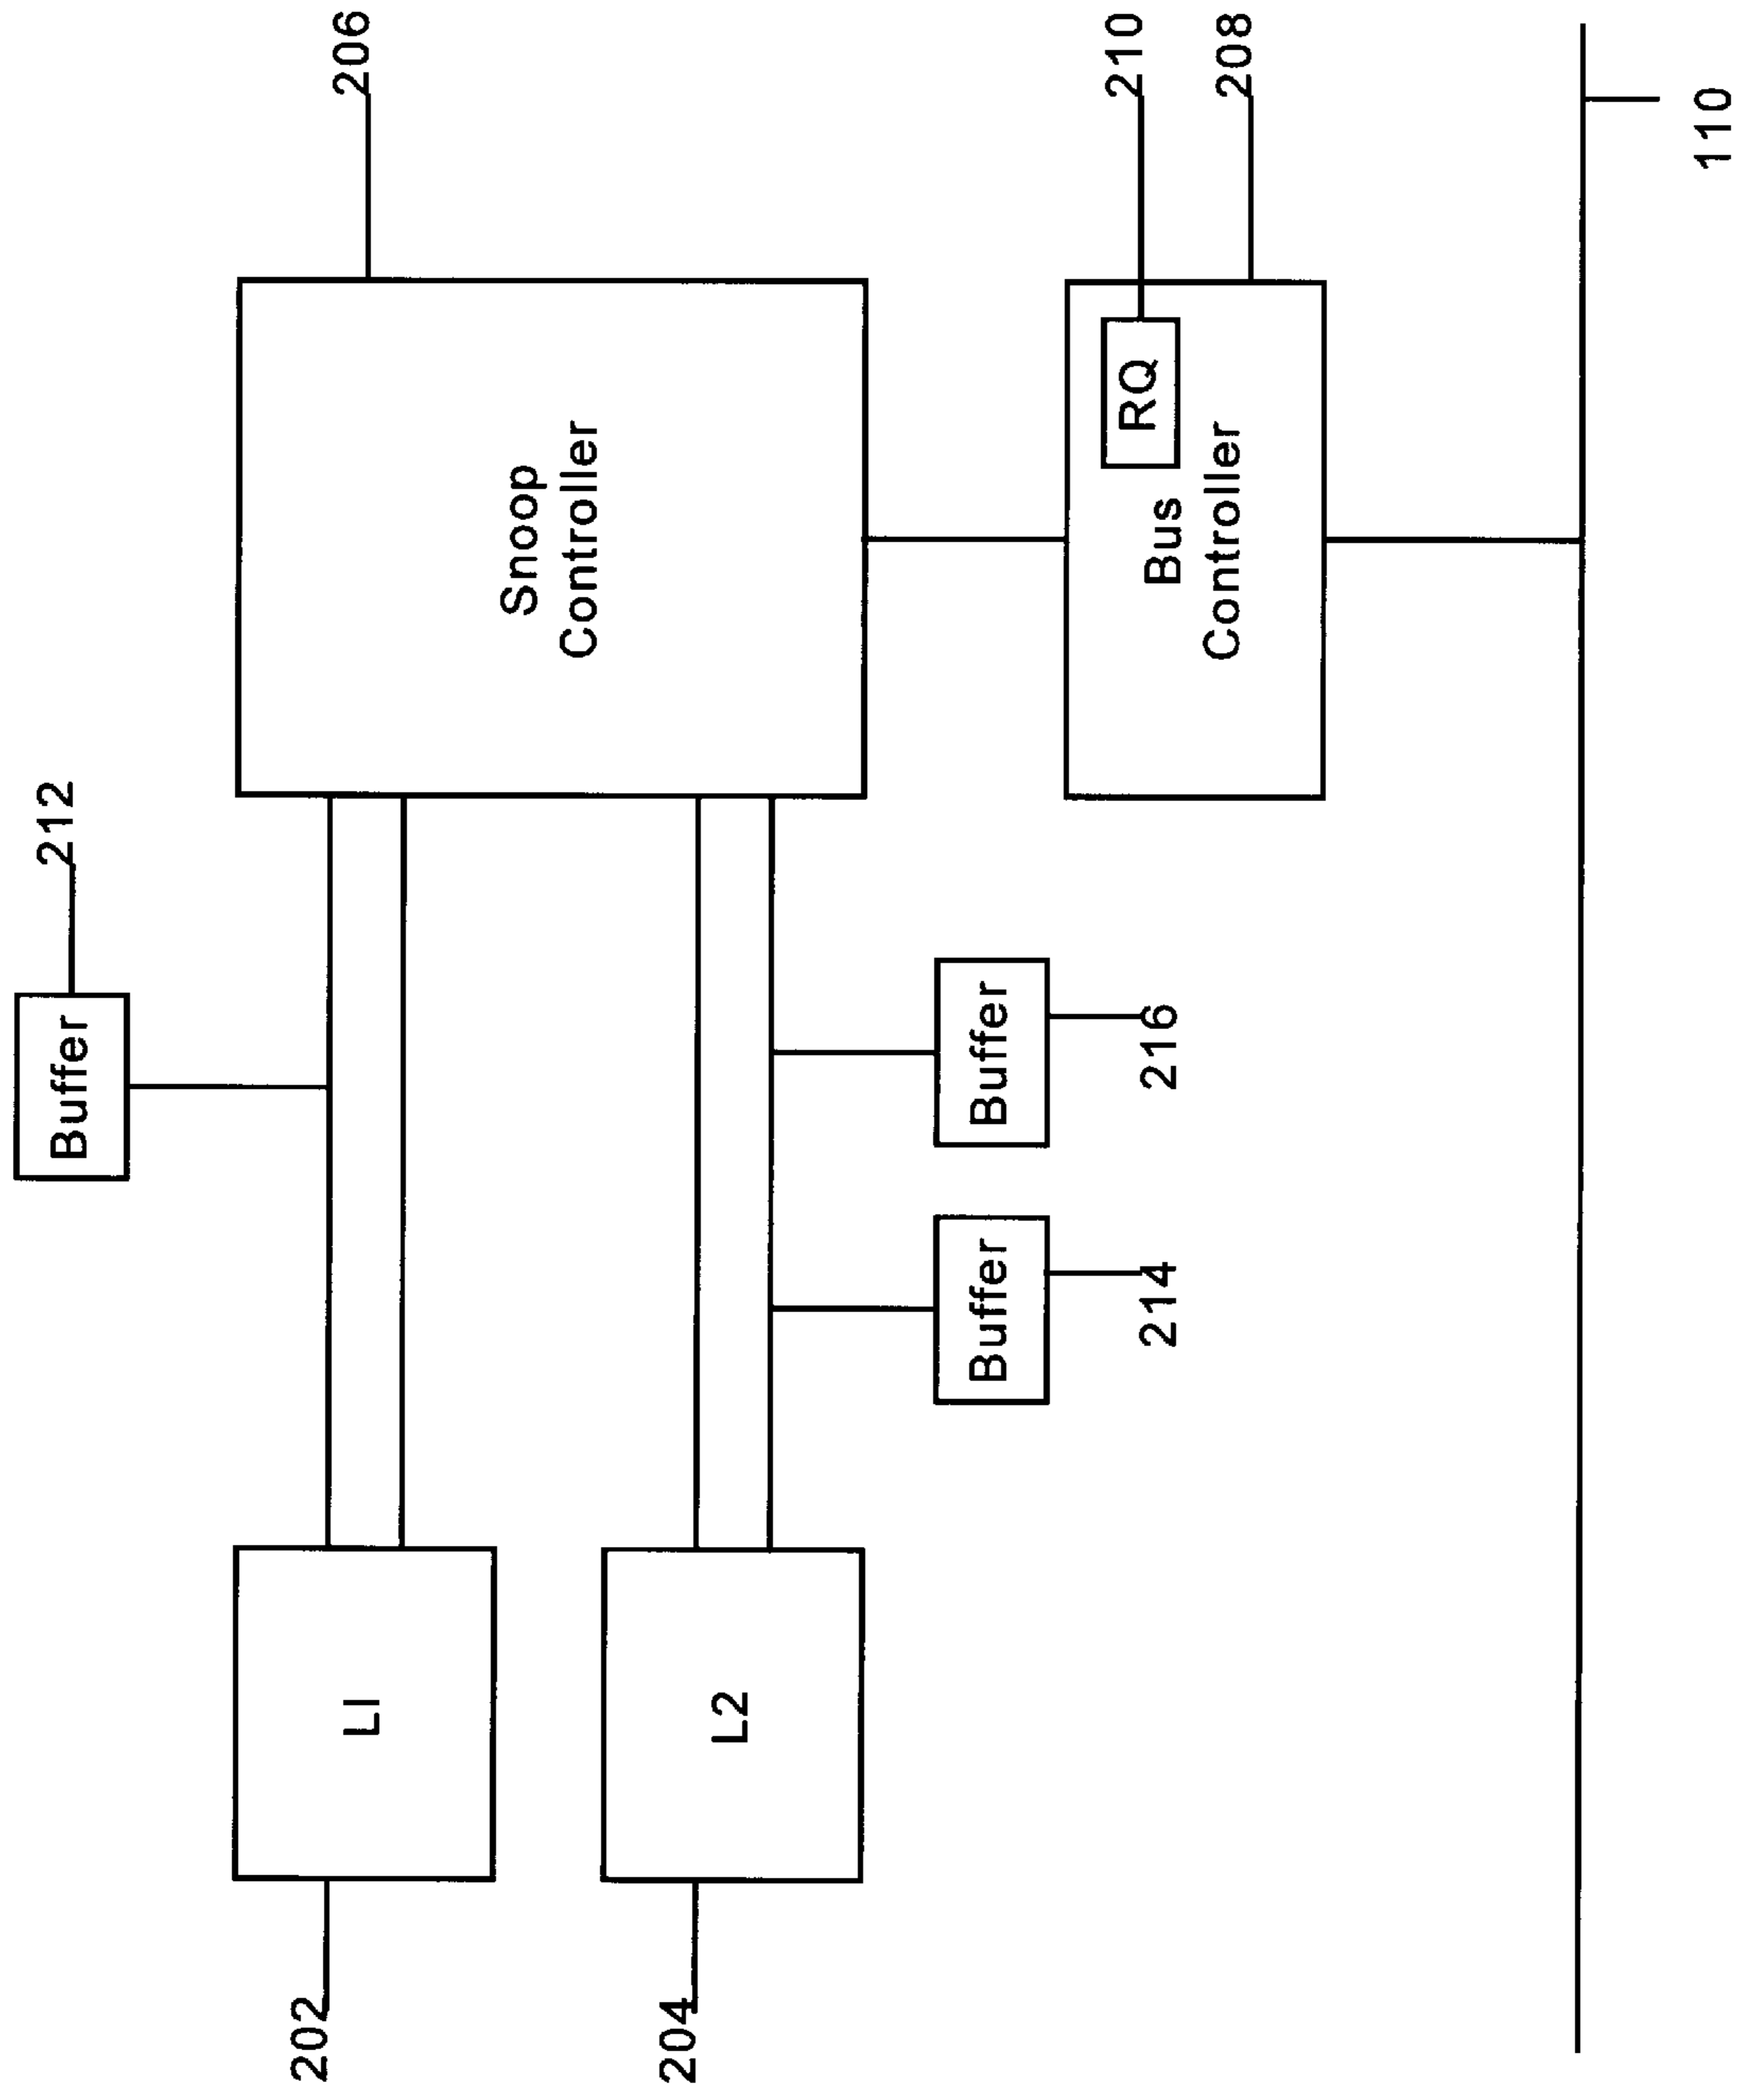 212
Buffer
202
LI
206
Snoop
Controller
204
L2
Buffer
Buffer
214
216
RQ
210
Bus
Controller
208
110